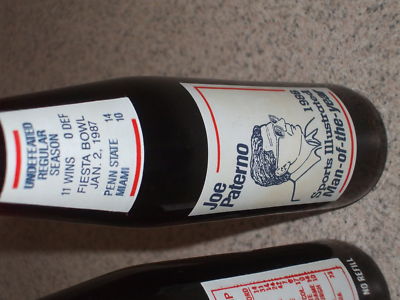 UNDEFEATED
REGULAR
SEASON
11 WINS 0 DEF
FIESTA BOWL
JAN. 2, 1987
PENN STATE 14
MIAMI 10
Joe
Paterno
1986
Sports Illustrated
Man-of-the-year
NO REFILL